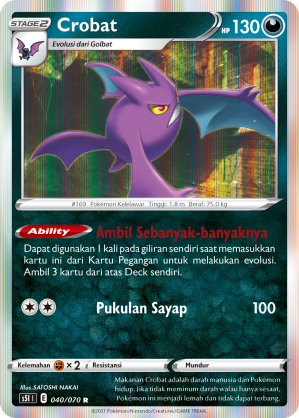 STAGE2 Crobat HP 130
Evolusi dari Golbat
#169 Pokémon Kelelawar Tinggi: 1.8 m Berat: 75.0 kg
Ability Ambil Sebanyak-banyaknya
Dapat digunakan 1 kali pada giliran sendiri saat memasukkan
kartu ini dari Kartu Pegangan untuk melakukan evolusi.
Ambil 3 kartu dari atas Deck sendiri.
Pukulan Sayap 100
Kelemahan ×2 Resistansi Mundur
Illus. SATOSHI NAKAI
s5I E 040/070 R
Makanan Crobat adalah darah manusia dan Pokémon
hidup. Jika tidak meminum darah walau hanya sesaat,
Pokémon ini menjadi lemah dan tidak dapat terbang.
©2021 Pokémon/Nintendo/Creatures/GAME FREAK